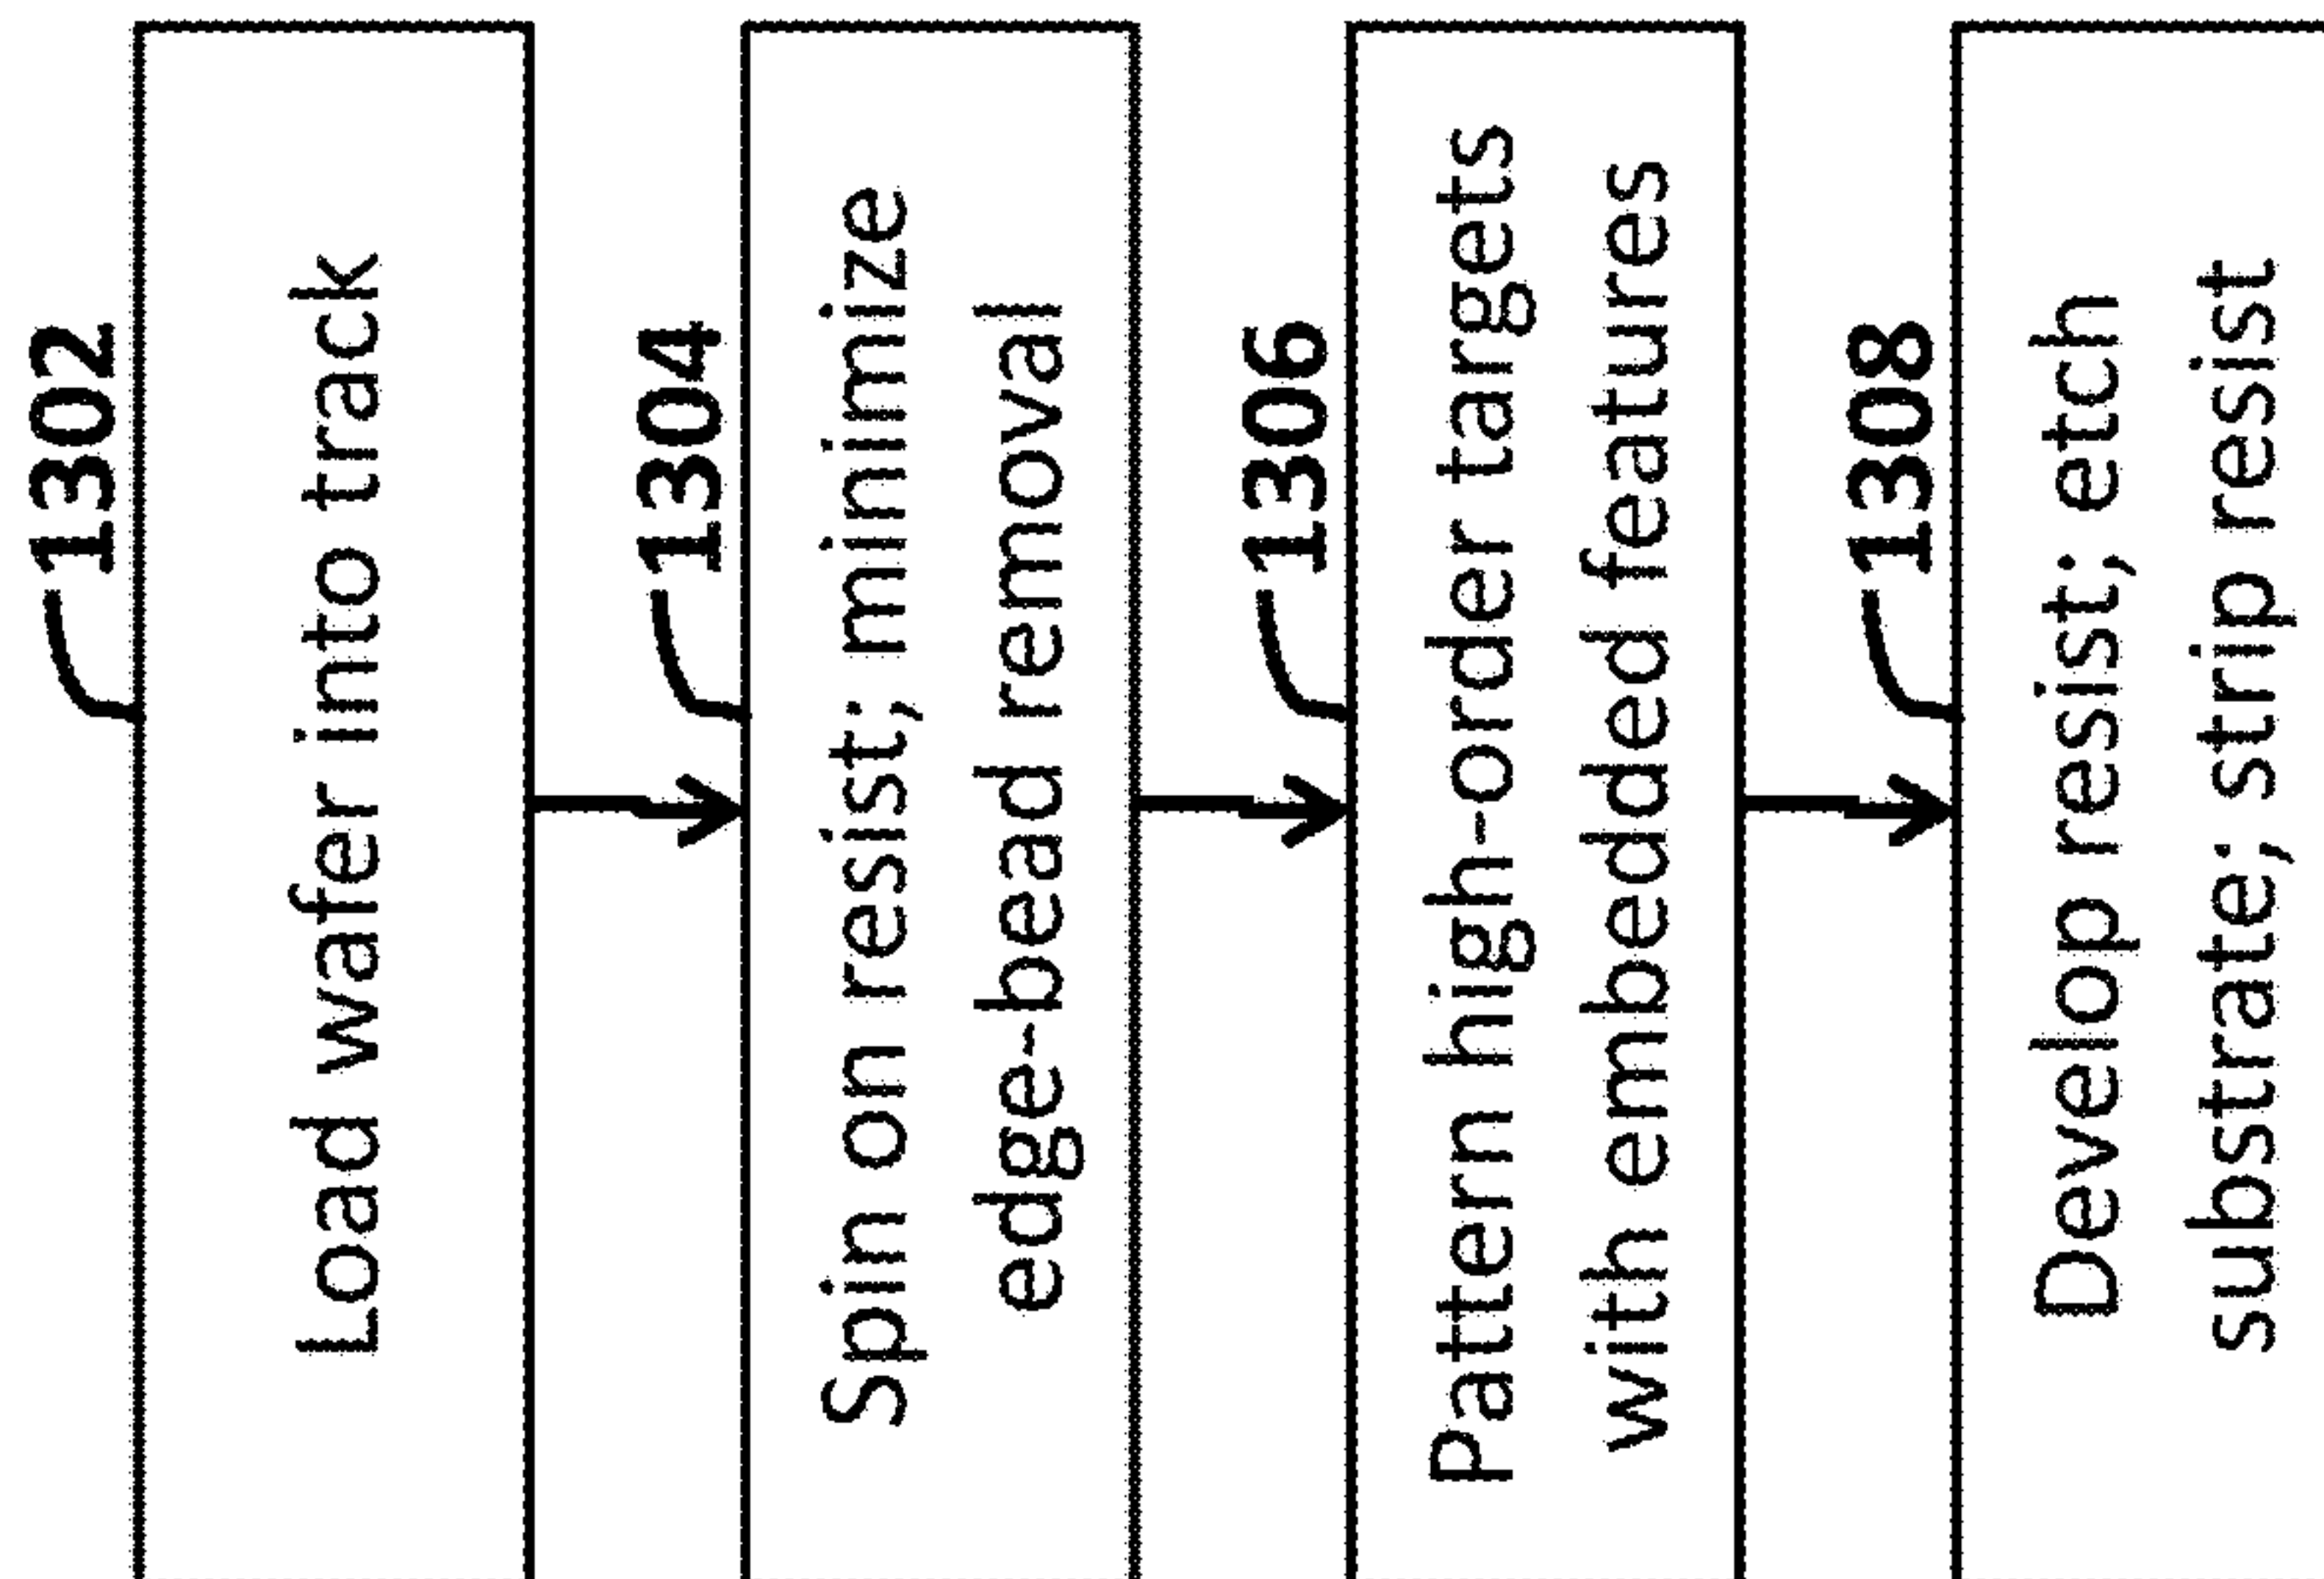 1302
Load wafer into track
1304
Spin on resist; minimize
edge-bead removal
1306
Pattern high-order targets
with embedded features
1308
Develop resist; etch
substrate; strip resist